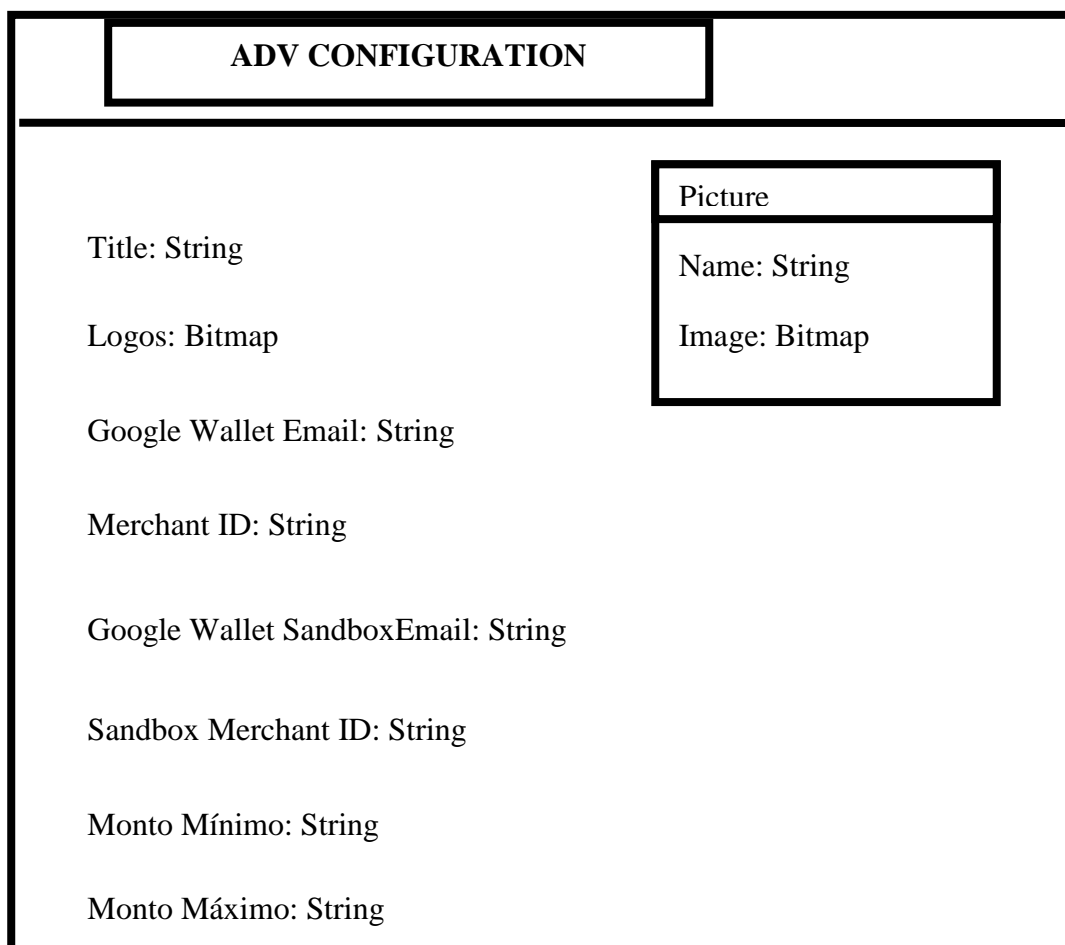 ADV CONFIGURATION
Picture
Name: String
Image: Bitmap
Title: String
Logos: Bitmap
Google Wallet Email: String
Merchant ID: String
Google Wallet SandboxEmail: String
Sandbox Merchant ID: String
Monto Mínimo: String
Monto Máximo: String